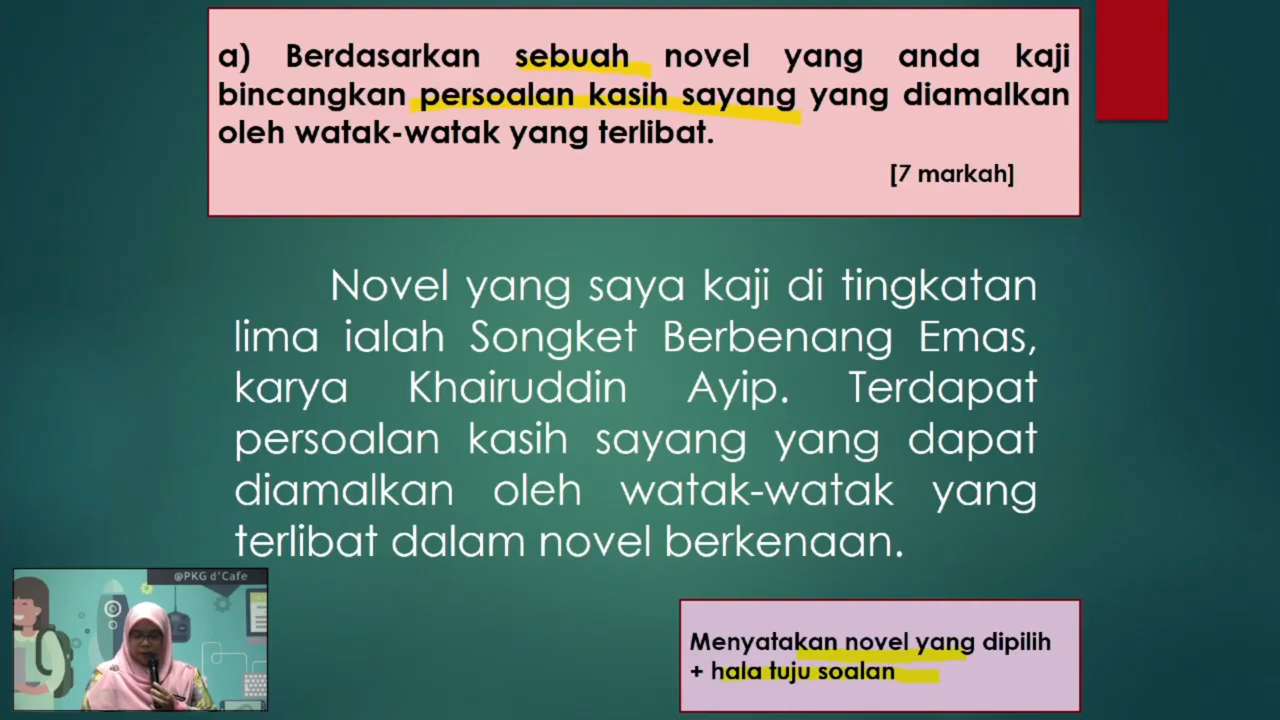 a) Berdasarkan sebuah novel yang anda kaji
bincangkan persoalan kasih sayang yang diamalkan
oleh watak-watak yang terlibat.
[7 markah]
Novel yang saya kaji di tingkatan
lima ialah Songket Berbenang Emas,
karya Khairuddin Ayip. Terdapat
persoalan kasih sayang yang dapat
diamalkan oleh watak-watak yang
terlibat dalam novel berkenaan.
@PKG d'Cafe
Menyatakan novel yang dipilih
+ hala tuju soalan